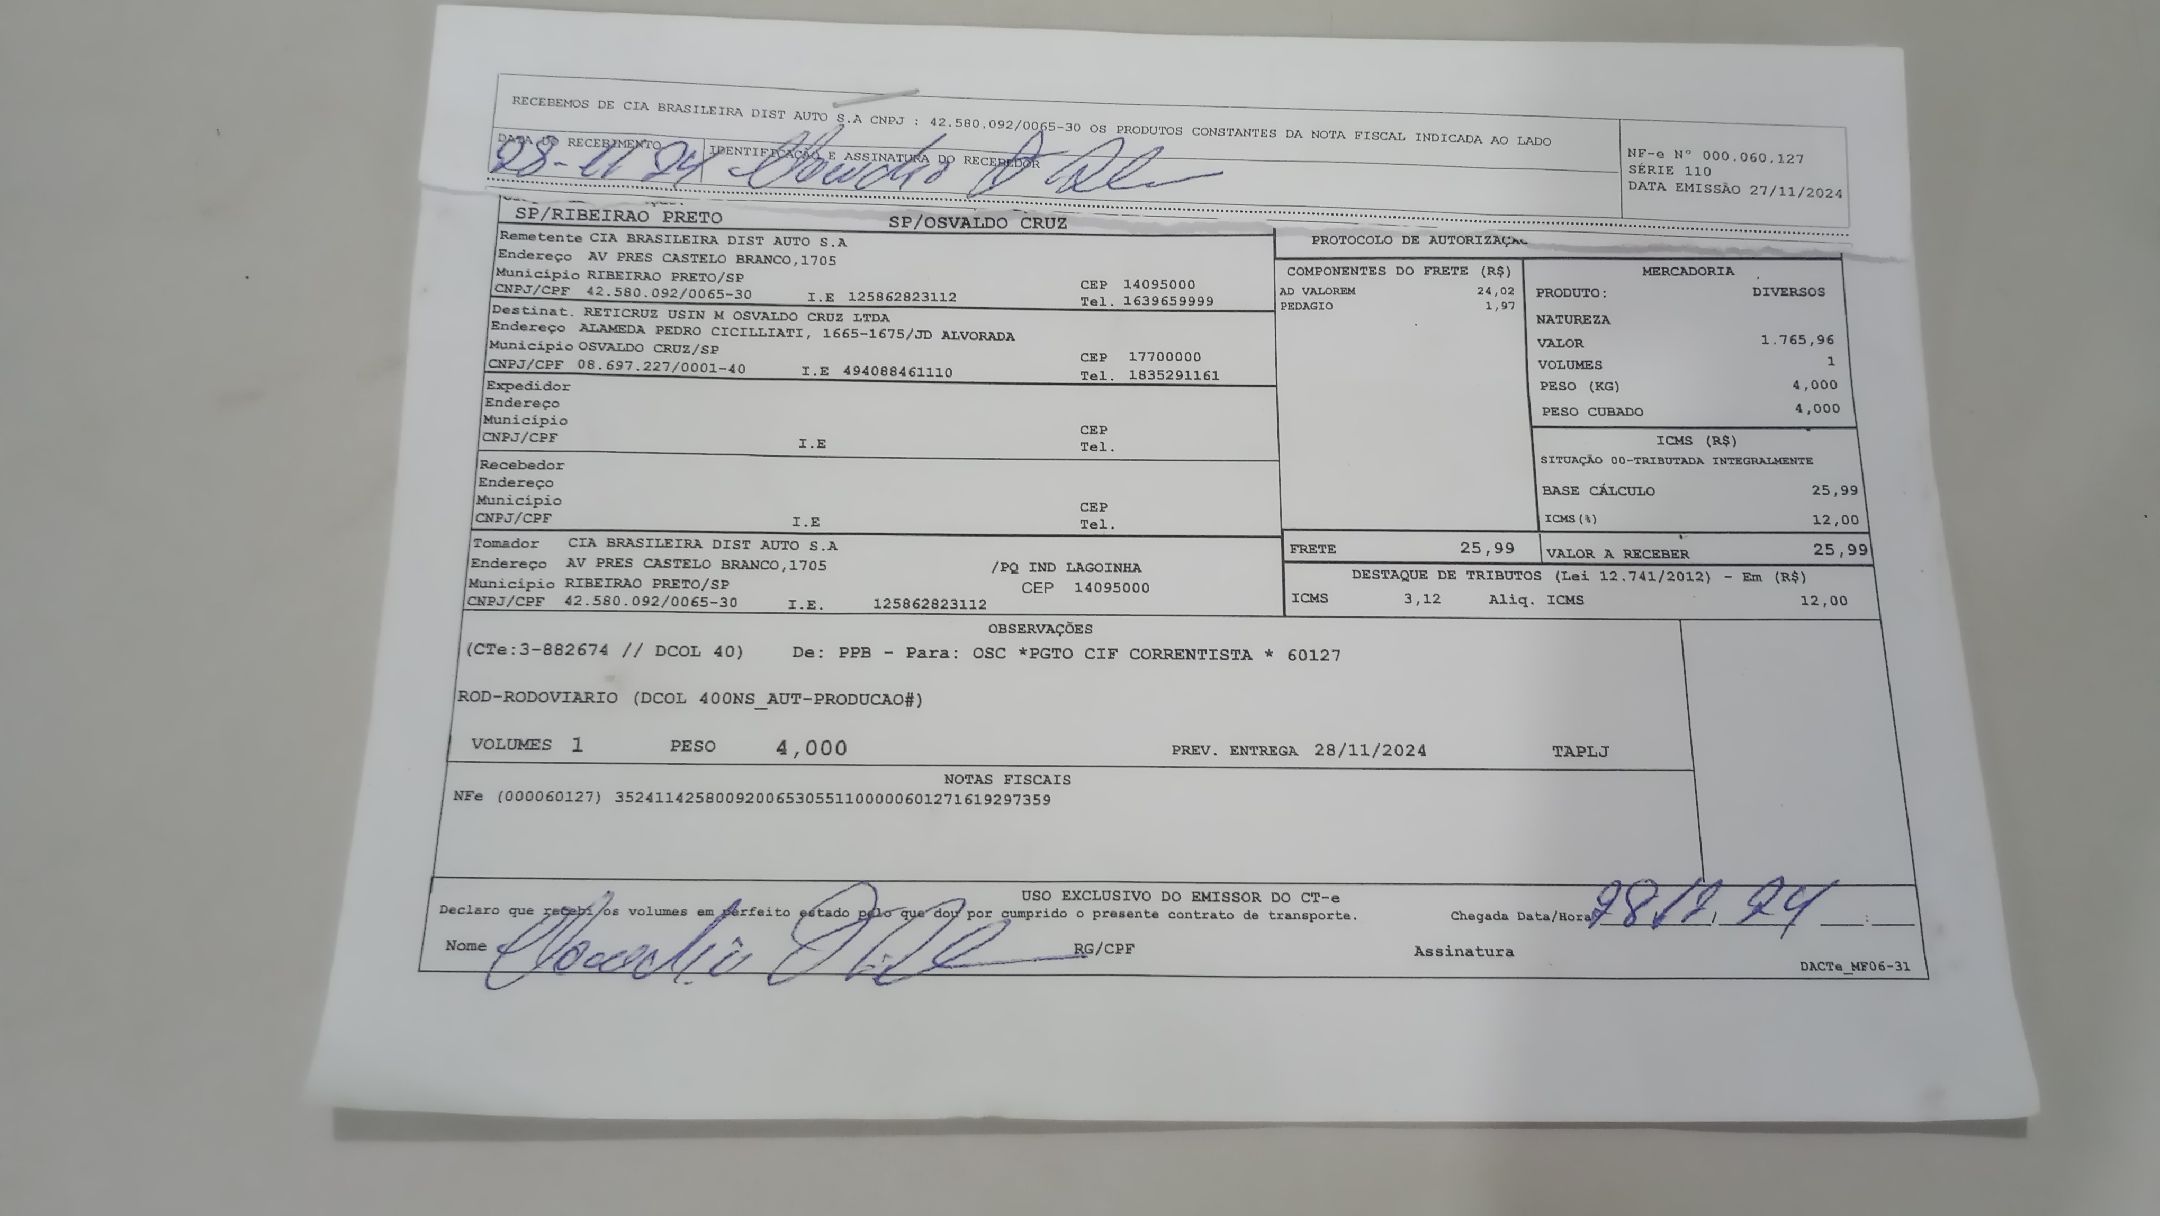 RECEBEMOS DE CIA BRASILEIRA DIST AUTO S.A CNPJ : 42.580.092/0065-30 OS PRODUTOS CONSTANTES DA NOTA FISCAL INDICADA AO LADO
DATA DO RECEBIMENTO IDENTIFICAÇÃO E ASSINATURA DO RECEBEDOR
28-11 24
NF-e Nº 000.060.127
SÉRIE 110
DATA EMISSÃO 27/11/2024
SP/RIBEIRAO PRETO SP/OSVALDO CRUZ
Remetente CIA BRASILEIRA DIST AUTO S.A
Endereço AV PRES CASTELO BRANCO,1705
Município RIBEIRAO PRETO/SP CEP 14095000
CNPJ/CPF 42.580.092/0065-30 I.E 125862823112 Tel. 1639659999
Destinat. RETICRUZ USIN M OSVALDO CRUZ LTDA
Endereço ALAMEDA PEDRO CICILLIATI, 1665-1675/JD ALVORADA
Município OSVALDO CRUZ/SP CEP 17700000
CNPJ/CPF 08.697.227/0001-40 I.E 494088461110 Tel. 1835291161
Expedidor
Endereço
Município CEP
CNPJ/CPF I.E Tel.
Recebedor
Endereço
Município CEP
CNPJ/CPF I.E Tel.
Tomador CIA BRASILEIRA DIST AUTO S.A
Endereço AV PRES CASTELO BRANCO,1705 /PQ IND LAGOINHA
Município RIBEIRAO PRETO/SP CEP 14095000
CNPJ/CPF 42.580.092/0065-30 I.E. 125862823112
PROTOCOLO DE AUTORIZAÇÃO
COMPONENTES DO FRETE (R$)
AD VALOREM 24,02
PEDAGIO 1,97
MERCADORIA
PRODUTO: DIVERSOS
NATUREZA
VALOR 1.765,96
VOLUMES 1
PESO (KG) 4,000
PESO CUBADO 4,000
ICMS (R$)
SITUAÇÃO 00-TRIBUTADA INTEGRALMENTE
BASE CÁLCULO 25,99
ICMS(%) 12,00
FRETE 25,99 VALOR A RECEBER 25,99
DESTAQUE DE TRIBUTOS (Lei 12.741/2012) - Em (R$)
ICMS 3,12 Aliq. ICMS 12,00
OBSERVAÇÕES
(CTe:3-882674 // DCOL 40) De: PPB - Para: OSC *PGTO CIF CORRENTISTA * 60127
ROD-RODOVIARIO (DCOL 400NS_AUT-PRODUCAO#)
VOLUMES 1 PESO 4,000 PREV. ENTREGA 28/11/2024 TAPLJ
NOTAS FISCAIS
NFe (000060127) 35241142580092006530551100000601271619297359
USO EXCLUSIVO DO EMISSOR DO CT-e
Declaro que recebi os volumes em perfeito estado pelo que dou por cumprido o presente contrato de transporte. Chegada Data/Hora
Nome RG/CPF Assinatura
DACTe_MF06-31